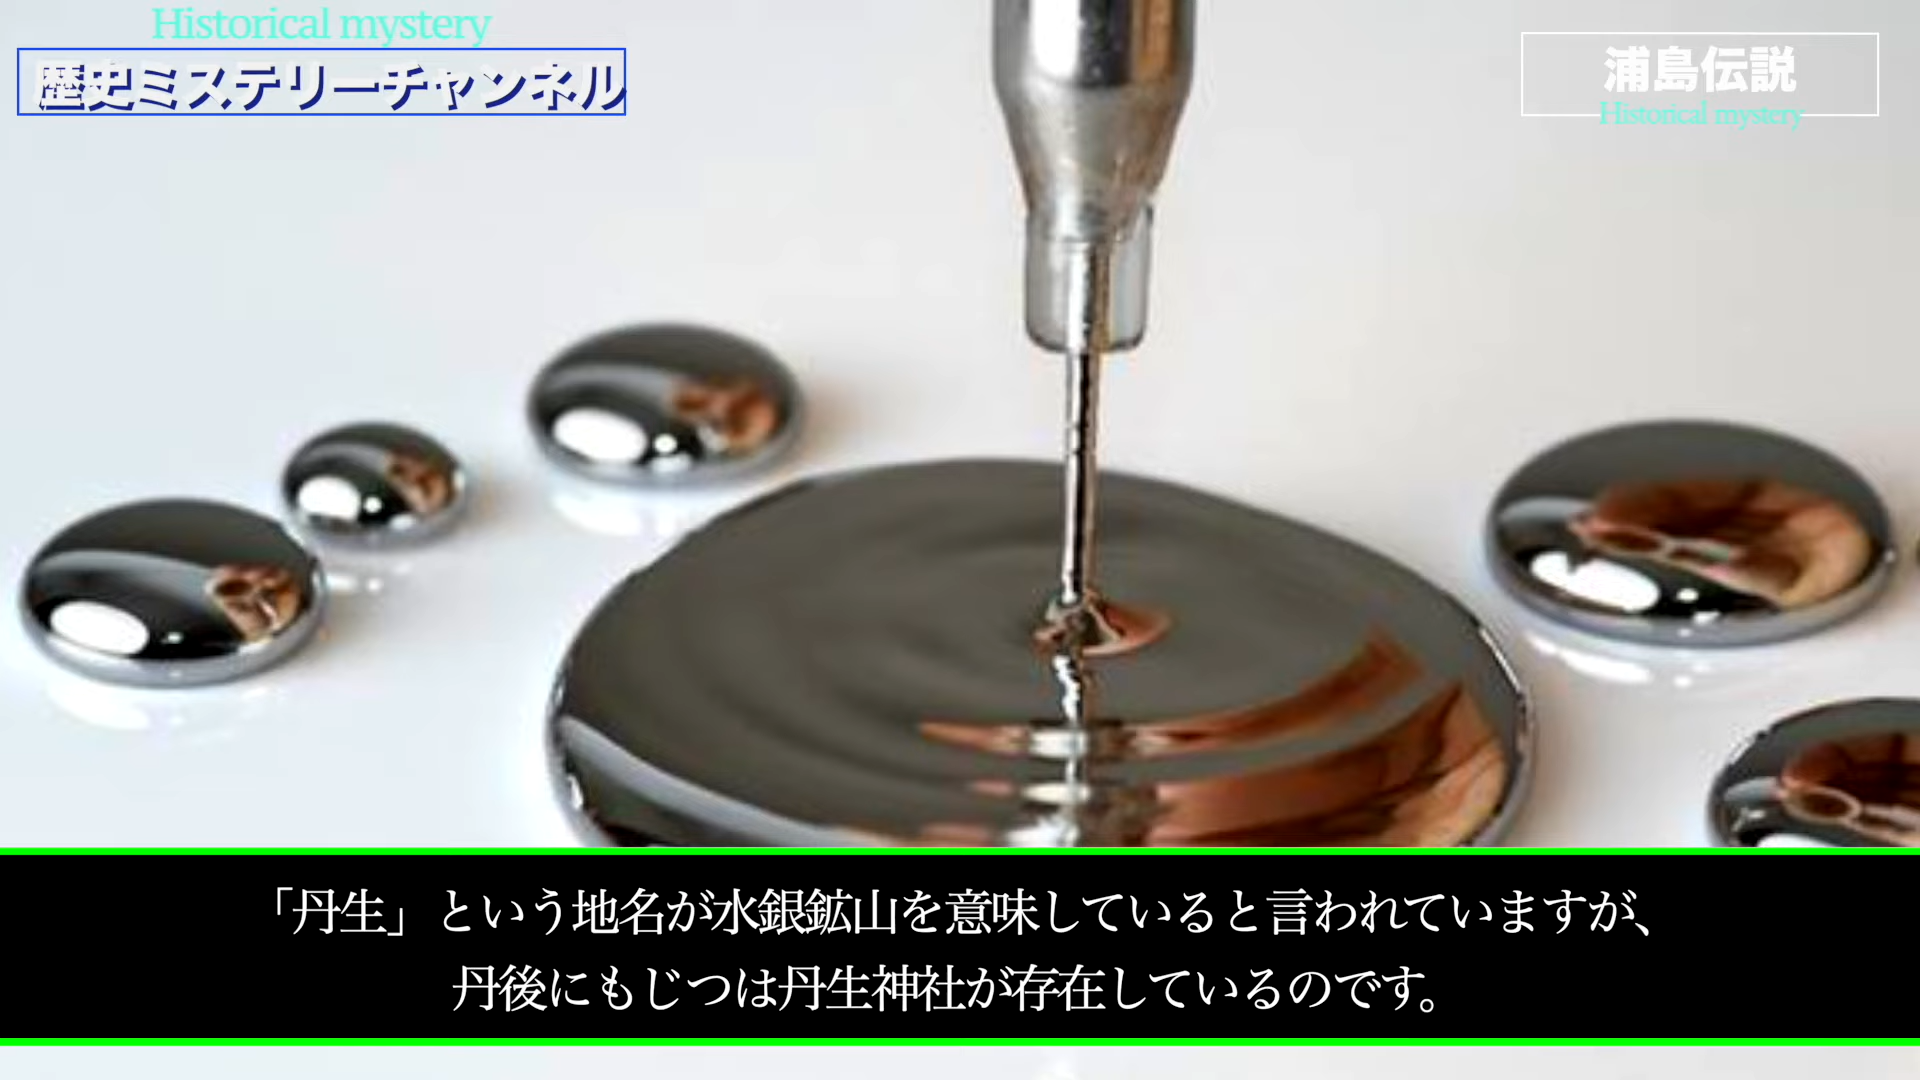 Historical mystery
歴史ミステリーチャンネル
浦島伝説
Historical mystery
「丹生」という地名が水銀鉱山を意味していると言われていますが、
丹後にもじつは丹生神社が存在しているのです。